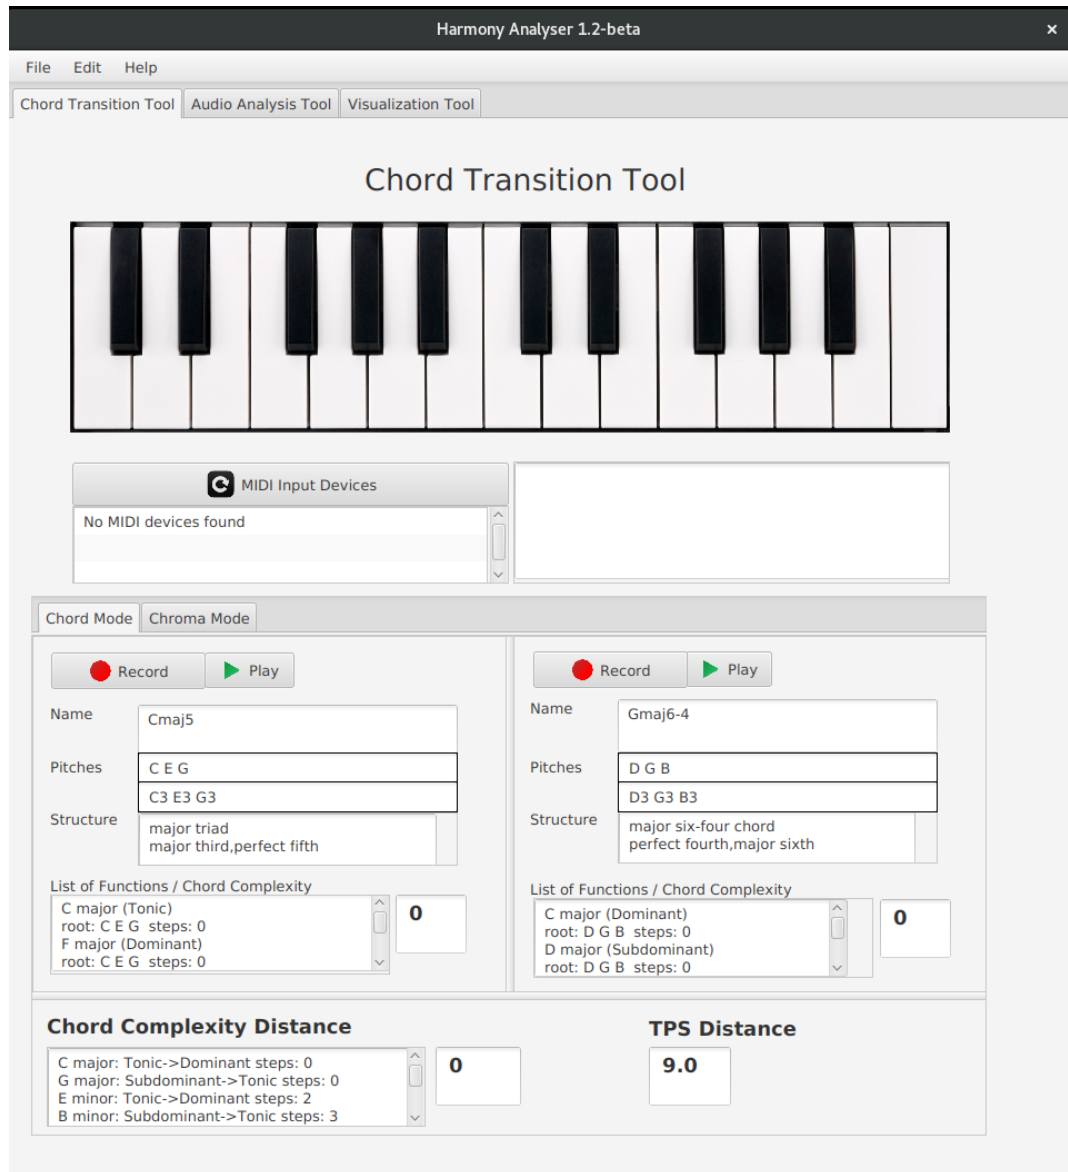 Harmony Analyser 1.2-beta ×
File Edit Help
Chord Transition Tool Audio Analysis Tool Visualization Tool
Chord Transition Tool
MIDI Input Devices
No MIDI devices found
Chord Mode Chroma Mode
Record Play
Name Cmaj5
Pitches C E G
C3 E3 G3
Structure major triad
major third,perfect fifth
List of Functions / Chord Complexity
C major (Tonic)
root: C E G steps: 0
F major (Dominant)
root: C E G steps: 0
0
Record Play
Name Gmaj6-4
Pitches D G B
D3 G3 B3
Structure major six-four chord
perfect fourth,major sixth
List of Functions / Chord Complexity
C major (Dominant)
root: D G B steps: 0
D major (Subdominant)
root: D G B steps: 0
0
Chord Complexity Distance
C major: Tonic->Dominant steps: 0
G major: Subdominant->Tonic steps: 0
E minor: Tonic->Dominant steps: 2
B minor: Subdominant->Tonic steps: 3
0
TPS Distance
9.0